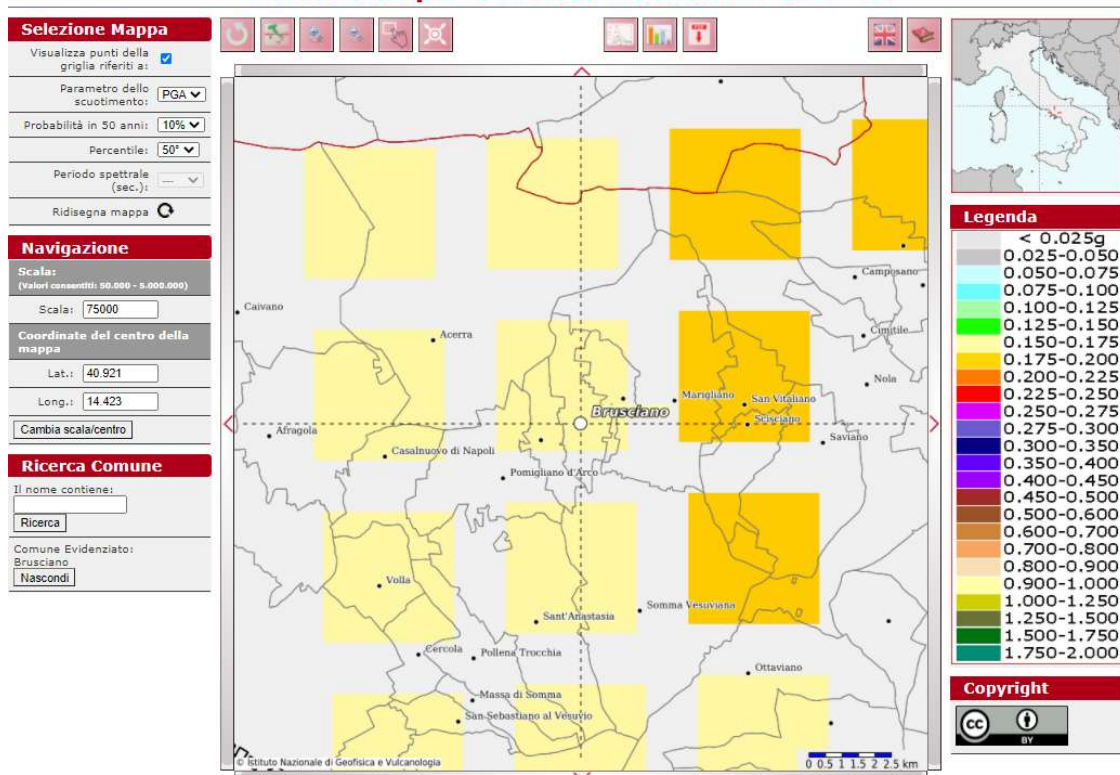 Selezione Mappa
Visualizza punti della
griglia riferiti a:
Parametro dello
scuotimento:
PGA
Probabilità in 50 anni:
10%
Percentile:
50°
Periodo spettrale
(sec.):
---
Ridisegna mappa
Navigazione
Scala:
(Valori consentiti: 50.000 - 5.000.000)
Scala: 75000
Coordinate del centro della
mappa
Lat.: 40.921
Long.: 14.423
Cambia scala/centro
Ricerca Comune
Il nome contiene:
Ricerca
Comune Evidenziato:
Brusciano
Nascondi
Camposano
Caivano
Acerra
Cimitile
Nola
Marigliano
San Vitaliano
Brusciano
Scisciano
Afragola
Saviano
Casalnuovo di Napoli
Pomigliano d'Arco
Volla
Somma Vesuviana
Sant'Anastasia
Cercola
Pollena Trocchia
Ottaviano
Massa di Somma
San Sebastiano al Vesuvio
© Istituto Nazionale di Geofisica e Vulcanologia
0 0.5 1 1.5 2 2.5 km
Legenda
< 0.025g
0.025-0.050
0.050-0.075
0.075-0.100
0.100-0.125
0.125-0.150
0.150-0.175
0.175-0.200
0.200-0.225
0.225-0.250
0.250-0.275
0.275-0.300
0.300-0.350
0.350-0.400
0.400-0.450
0.450-0.500
0.500-0.600
0.600-0.700
0.700-0.800
0.800-0.900
0.900-1.000
1.000-1.250
1.250-1.500
1.500-1.750
1.750-2.000
Copyright
cc
BY